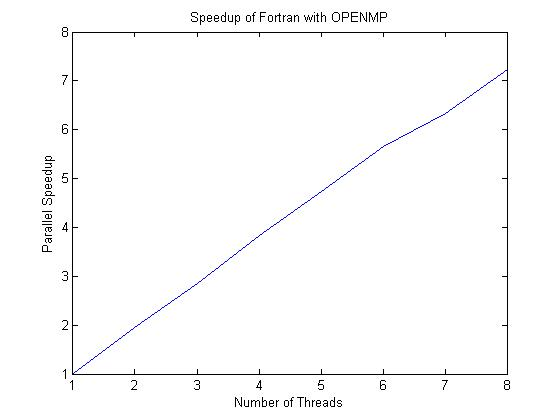 Speedup of Fortran with OPENMP
8
7
6
5
4
3
2
1
Parallel Speedup
1 2 3 4 5 6 7 8
Number of Threads